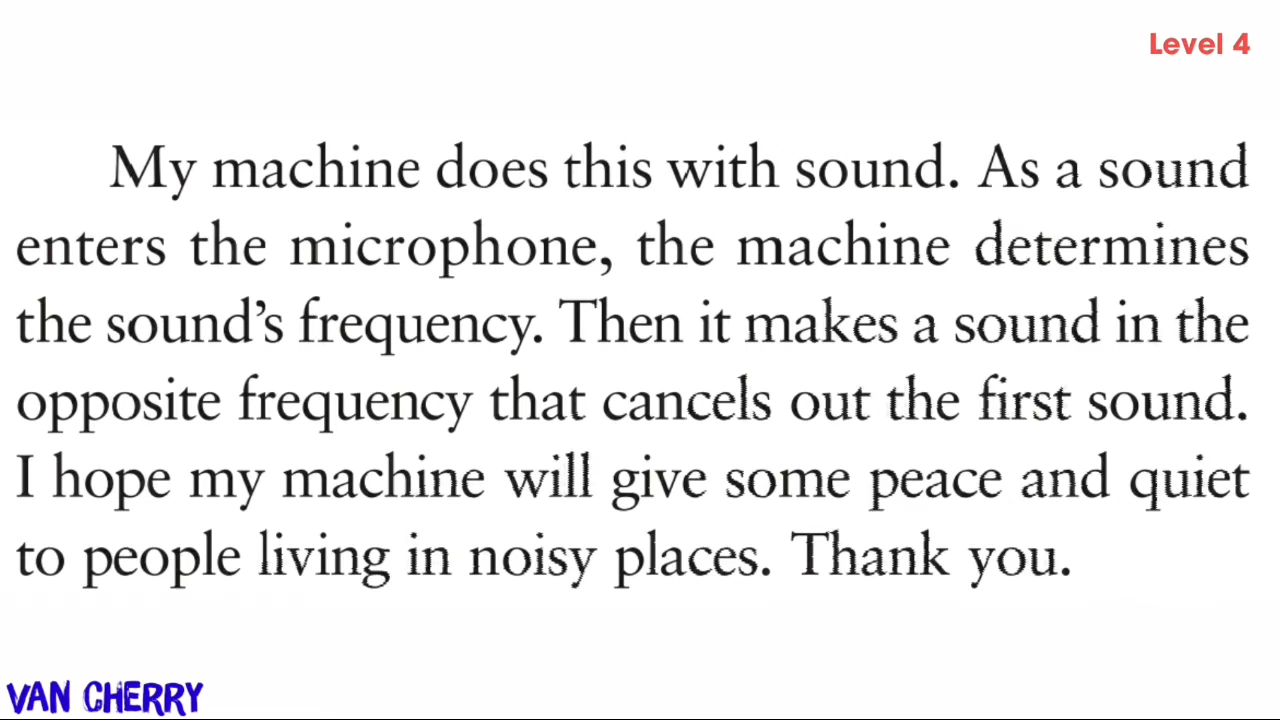 Level 4
My machine does this with sound. As a sound
enters the microphone, the machine determines
the sound’s frequency. Then it makes a sound in the
opposite frequency that cancels out the first sound.
I hope my machine will give some peace and quiet
to people living in noisy places. Thank you.
VAN CHERRY